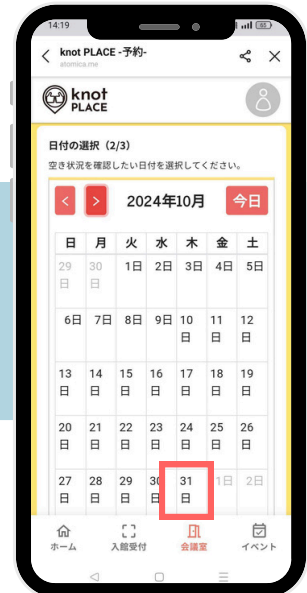 14:19
85
knot PLACE -予約-
atomica.me
knot
PLACE
日付の選択（2/3）
空き状況を確認したい日付を選択してください。
< > 2024年10月 今日
日 月 火 水 木 金 土
29日 30日 1日 2日 3日 4日 5日
6日 7日 8日 9日 10日 11日 12日
13日 14日 15日 16日 17日 18日 19日
20日 21日 22日 23日 24日 25日 26日
27日 28日 29日 30日 31日 1日 2日
ホーム 入館受付 会議室 イベント